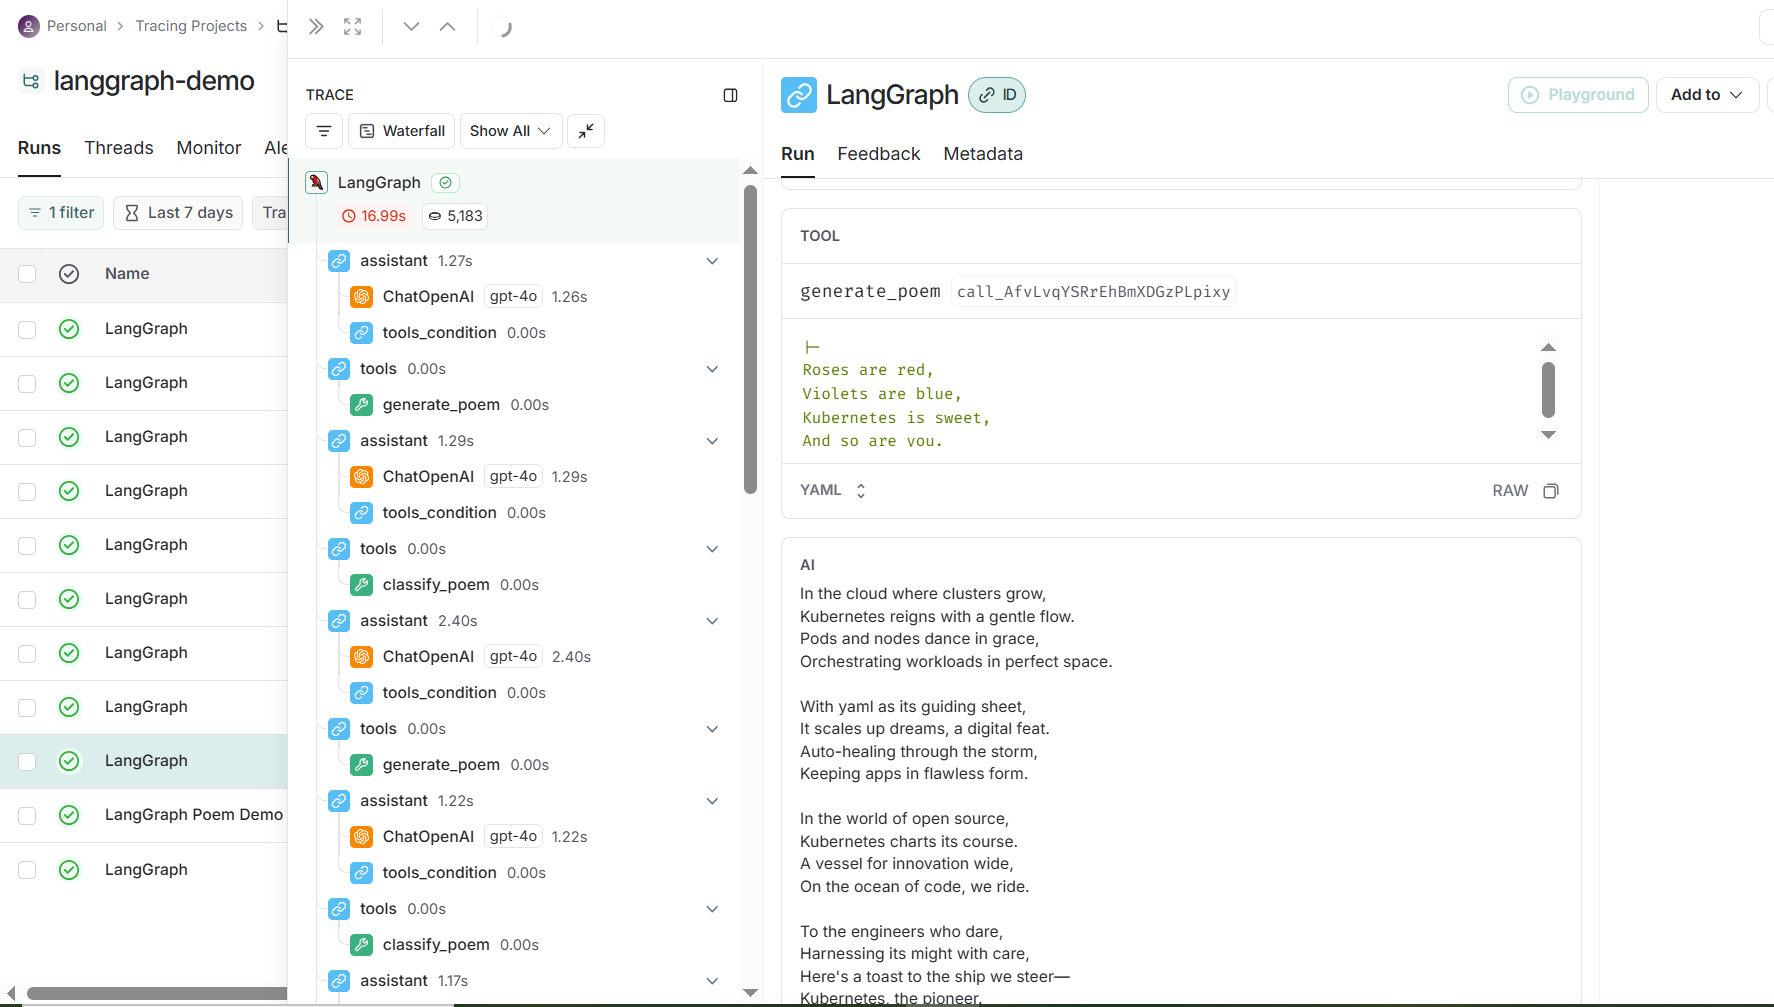 Personal > Tracing Projects >
langgraph-demo
Runs Threads Monitor Ale
1 filter Last 7 days Tra
Name
LangGraph
LangGraph
LangGraph
LangGraph
LangGraph
LangGraph
LangGraph
LangGraph
LangGraph
LangGraph Poem Demo
LangGraph
TRACE
Waterfall Show All
LangGraph
16.99s 5,183
assistant 1.27s
ChatOpenAI gpt-4o 1.26s
tools_condition 0.00s
tools 0.00s
generate_poem 0.00s
assistant 1.29s
ChatOpenAI gpt-4o 1.29s
tools_condition 0.00s
tools 0.00s
classify_poem 0.00s
assistant 2.40s
ChatOpenAI gpt-4o 2.40s
tools_condition 0.00s
tools 0.00s
generate_poem 0.00s
assistant 1.22s
ChatOpenAI gpt-4o 1.22s
tools_condition 0.00s
tools 0.00s
classify_poem 0.00s
assistant 1.17s
LangGraph ID
Playground Add to
Run Feedback Metadata
TOOL
generate_poem call_AfvLvqYSRrEhBmXDGzPLpixy
|-
Roses are red,
Violets are blue,
Kubernetes is sweet,
And so are you.
YAML RAW
AI
In the cloud where clusters grow,
Kubernetes reigns with a gentle flow.
Pods and nodes dance in grace,
Orchestrating workloads in perfect space.
With yaml as its guiding sheet,
It scales up dreams, a digital feat.
Auto-healing through the storm,
Keeping apps in flawless form.
In the world of open source,
Kubernetes charts its course.
A vessel for innovation wide,
On the ocean of code, we ride.
To the engineers who dare,
Harnessing its might with care,
Here's a toast to the ship we steer—
Kubernetes, the pioneer.